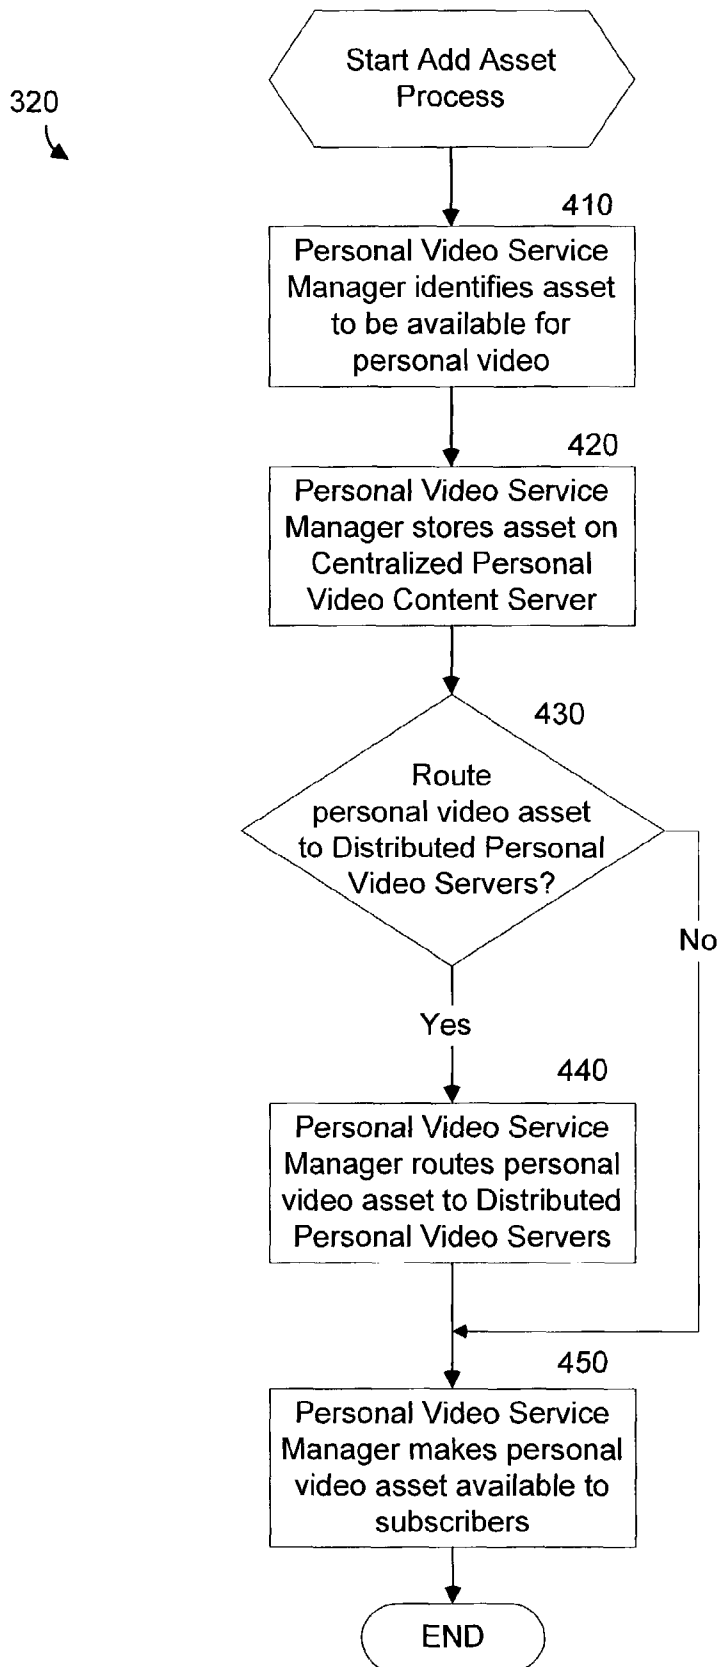 Start Add Asset
Process
320
410
Personal Video Service
Manager identifies asset
to be available for
personal video
420
Personal Video Service
Manager stores asset on
Centralized Personal
Video Content Server
430
Route
personal video asset
to Distributed Personal
Video Servers?
No
Yes
440
Personal Video Service
Manager routes personal
video asset to Distributed
Personal Video Servers
450
Personal Video Service
Manager makes personal
video asset available to
subscribers
END